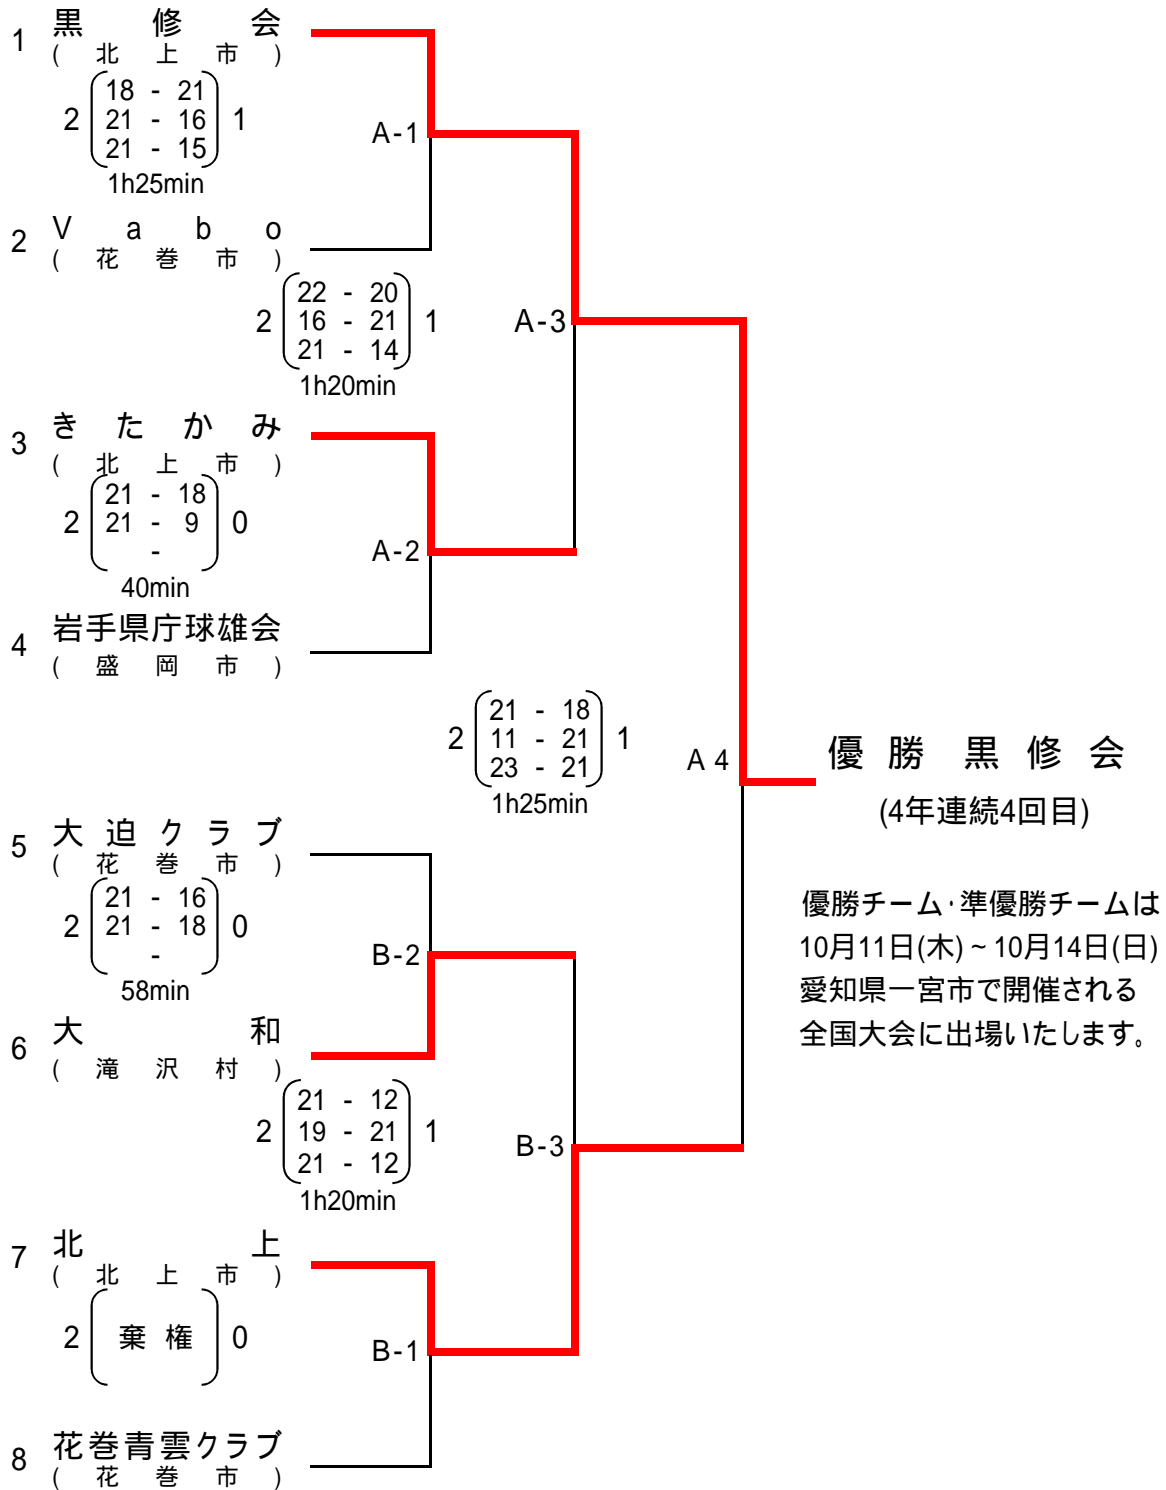 1 黒修会
(北上市)
18 - 21
2 21 - 16 1
21 - 15
1h25min
A-1
2 Vabo
(花巻市)
22 - 20
2 16 - 21 1
21 - 14
1h20min
A-3
3 きたかみ
(北上市)
21 - 18
2 21 - 9 0
-
40min
A-2
4 岩手県庁球雄会
(盛岡市)
21 - 18
2 11 - 21 1
23 - 21
1h25min
A 4
優勝 黒修会
(4年連続4回目)
5 大迫クラブ
(花巻市)
21 - 16
2 21 - 18 0
-
58min
B-2
優勝チーム・準優勝チームは
10月11日(木)~10月14日(日)
愛知県一宮市で開催される
全国大会に出場いたします。
6 大和
(滝沢村)
21 - 12
2 19 - 21 1
21 - 12
1h20min
B-3
7 北上
(北上市)
2 棄権 0
B-1
8 花巻青雲クラブ
(花巻市)